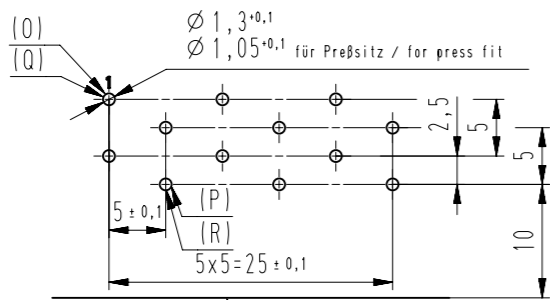 (O)
(Q)
Ø 1,3+0,1
Ø 1,05+0,1 für Preßsitz / for press fit
1
2,5
5
5
10
5 ± 0,1
(P)
(R)
5x5=25 ± 0,1